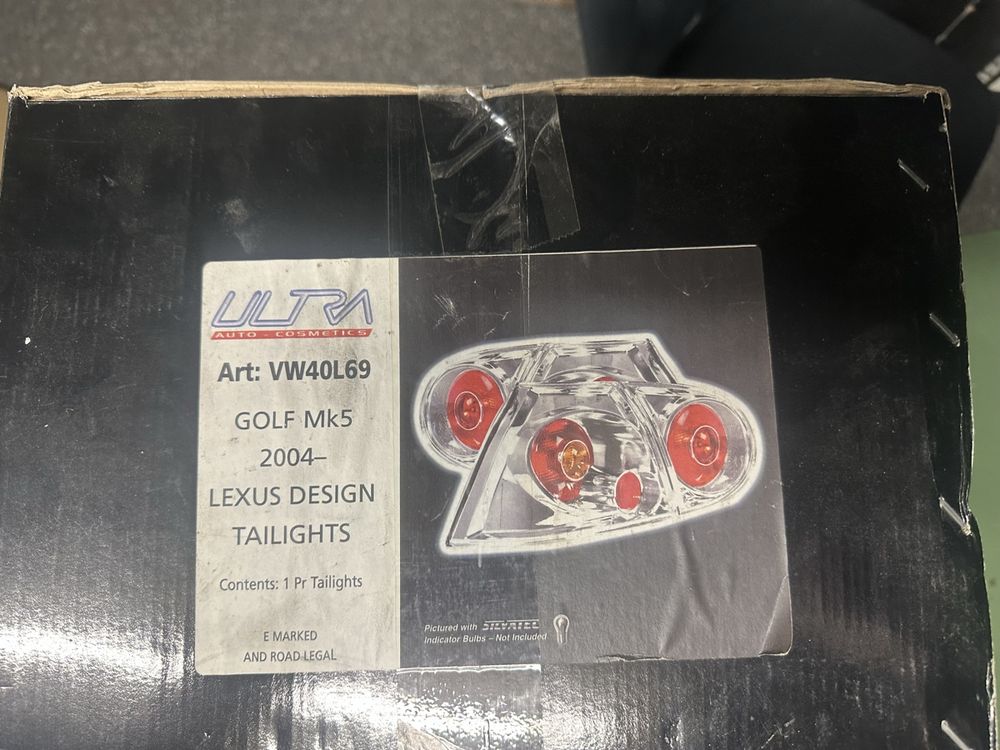 ULTRA
AUTO - COSMETICS
Art: VW40L69
GOLF Mk5
2004–
LEXUS DESIGN
TAILIGHTS
Contents: 1 Pr Tailights
E MARKED
AND ROAD LEGAL
Pictured with SILVATEC
Indicator Bulbs – Not Included